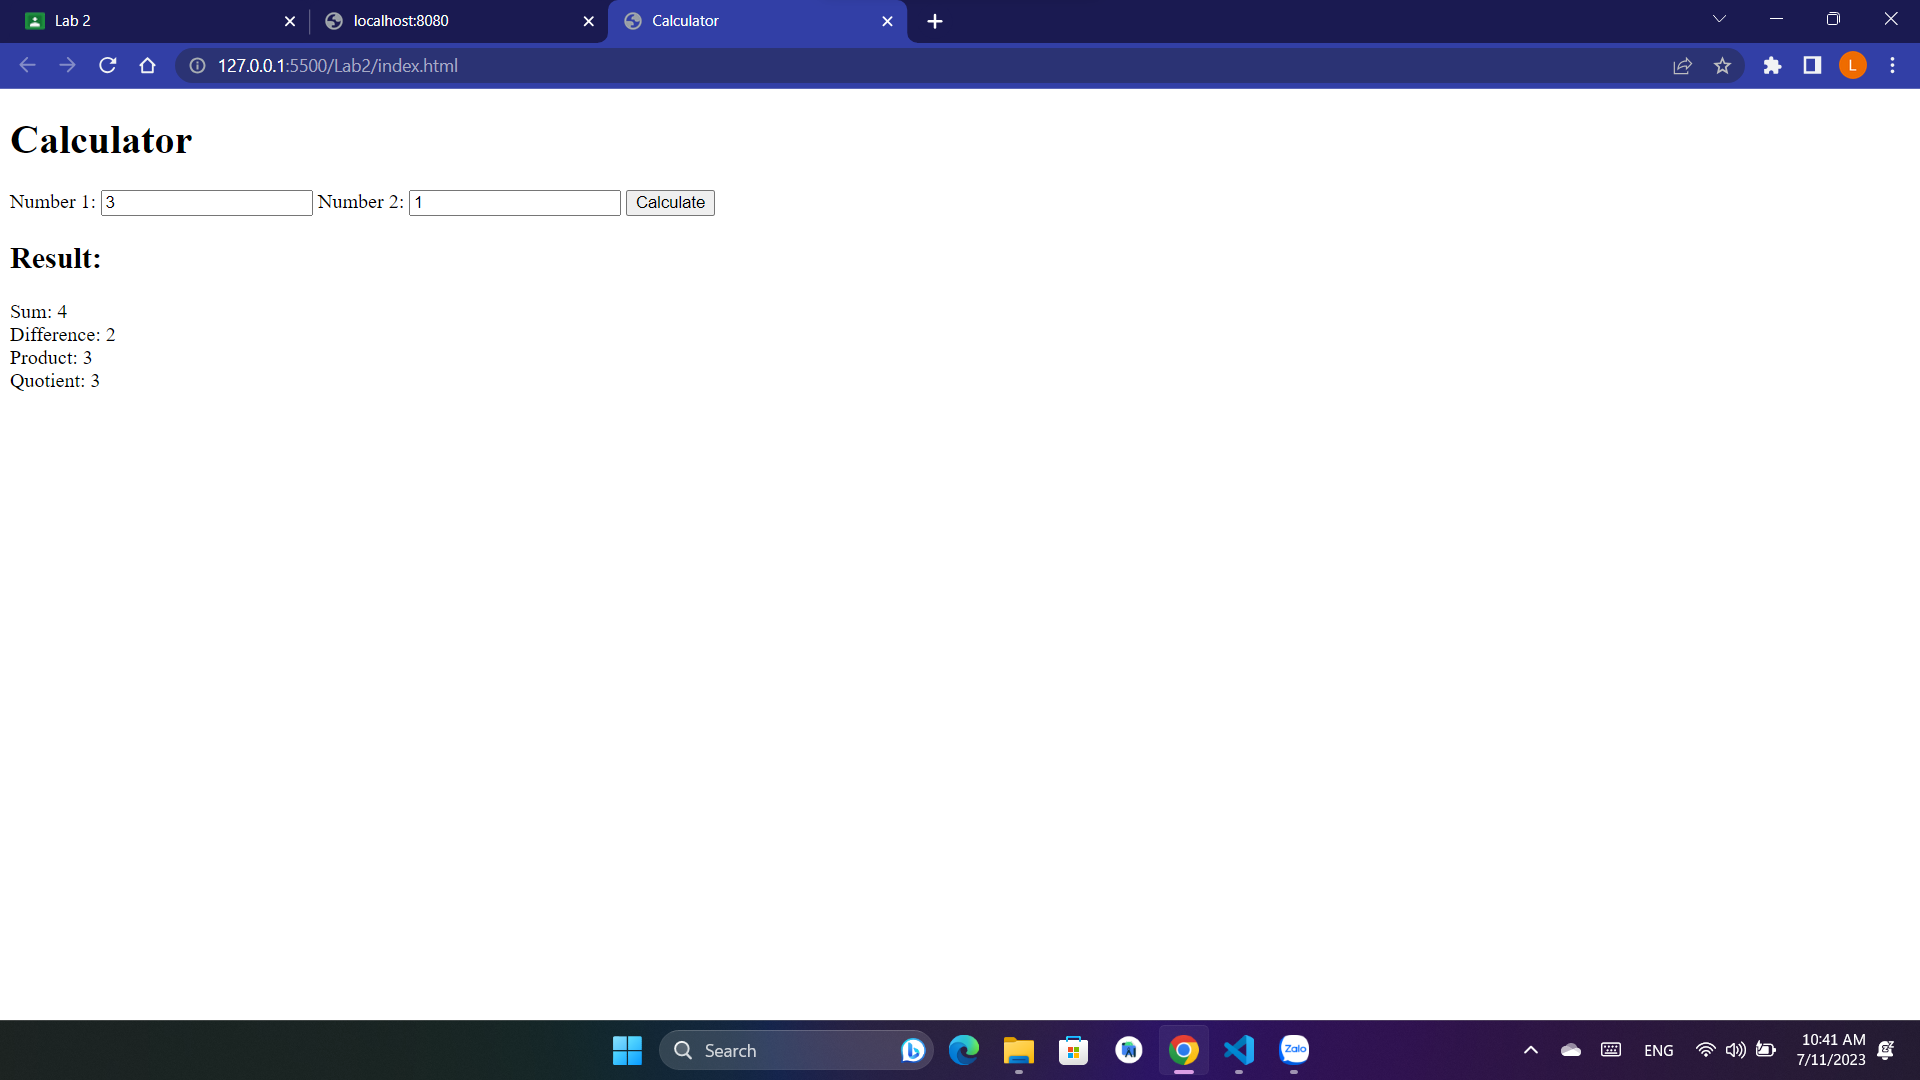 Lab 2
localhost:8080
Calculator
127.0.0.1:5500/Lab2/index.html
L
Calculator
Number 1: 3 Number 2: 1 Calculate
Result:
Sum: 4
Difference: 2
Product: 3
Quotient: 3
Search
AI
Zalo
ENG
10:41 AM
7/11/2023